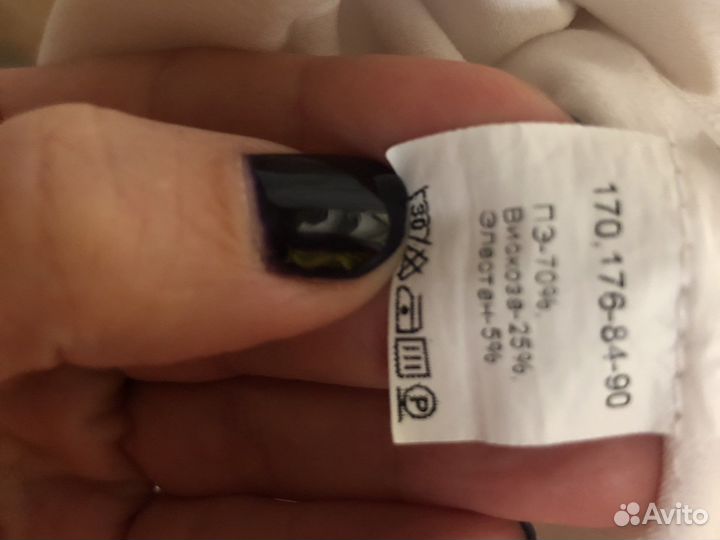 170,176-84-90
ПЭ-70%,
Вискоза-25%,
Эластан-5%
30
P
Avito